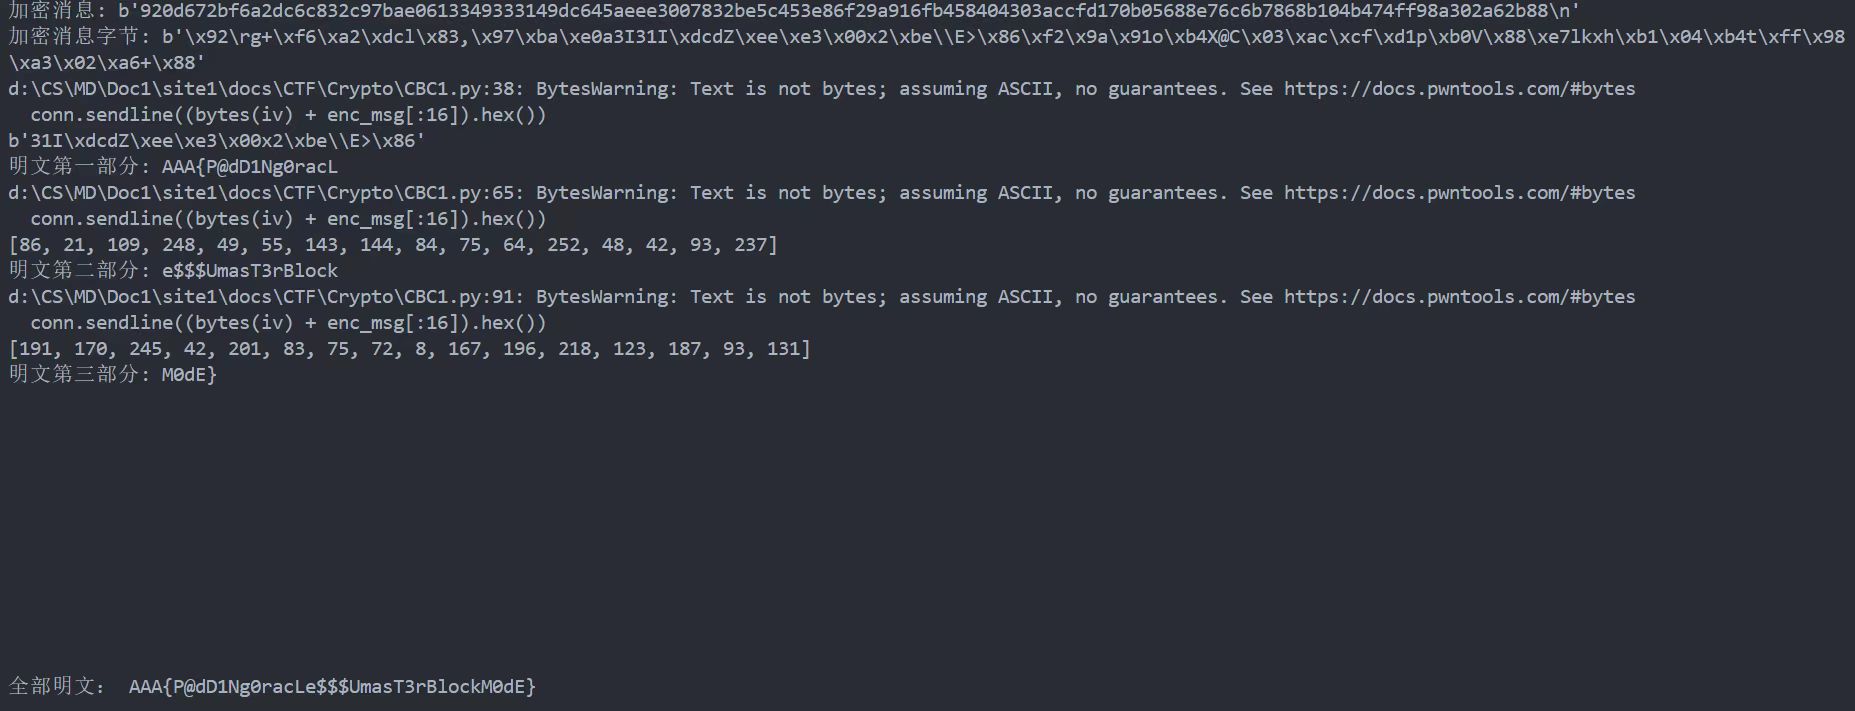 加密消息: b'920d672bf6a2dc6c832c97bae0613349333149dc645aeee3007832be5c453e86f29a916fb458404303accfd170b05688e76c6b7868b104b474ff98a302a62b88\n'
加密消息字节: b'\x92\rg+\xf6\xa2\xdcl\x83,\x97\xba\xe0a3I31I\xdcdZ\xee\xe3\x00x2\xbe\\E>\x86\xf2\x9a\x91o\xb4X@C\x03\xac\xcf\xd1p\xb0V\x88\xe7lkxh\xb1\x04\xb4t\xff\x98
\xa3\x02\xa6+\x88'
d:\CS\MD\Doc1\site1\docs\CTF\Crypto\CBC1.py:38: BytesWarning: Text is not bytes; assuming ASCII, no guarantees. See https://docs.pwntools.com/#bytes
  conn.sendline((bytes(iv) + enc_msg[:16]).hex())
b'31I\xdcdZ\xee\xe3\x00x2\xbe\\E>\x86'
明文第一部分: AAA{P@dD1Ng0racL
d:\CS\MD\Doc1\site1\docs\CTF\Crypto\CBC1.py:65: BytesWarning: Text is not bytes; assuming ASCII, no guarantees. See https://docs.pwntools.com/#bytes
  conn.sendline((bytes(iv) + enc_msg[:16]).hex())
[86, 21, 109, 248, 49, 55, 143, 144, 84, 75, 64, 252, 48, 42, 93, 237]
明文第二部分: e$$$UmasT3rBlock
d:\CS\MD\Doc1\site1\docs\CTF\Crypto\CBC1.py:91: BytesWarning: Text is not bytes; assuming ASCII, no guarantees. See https://docs.pwntools.com/#bytes
  conn.sendline((bytes(iv) + enc_msg[:16]).hex())
[191, 170, 245, 42, 201, 83, 75, 72, 8, 167, 196, 218, 123, 187, 93, 131]
明文第三部分: M0dE}
全部明文: AAA{P@dD1Ng0racLe$$$UmasT3rBlockM0dE}